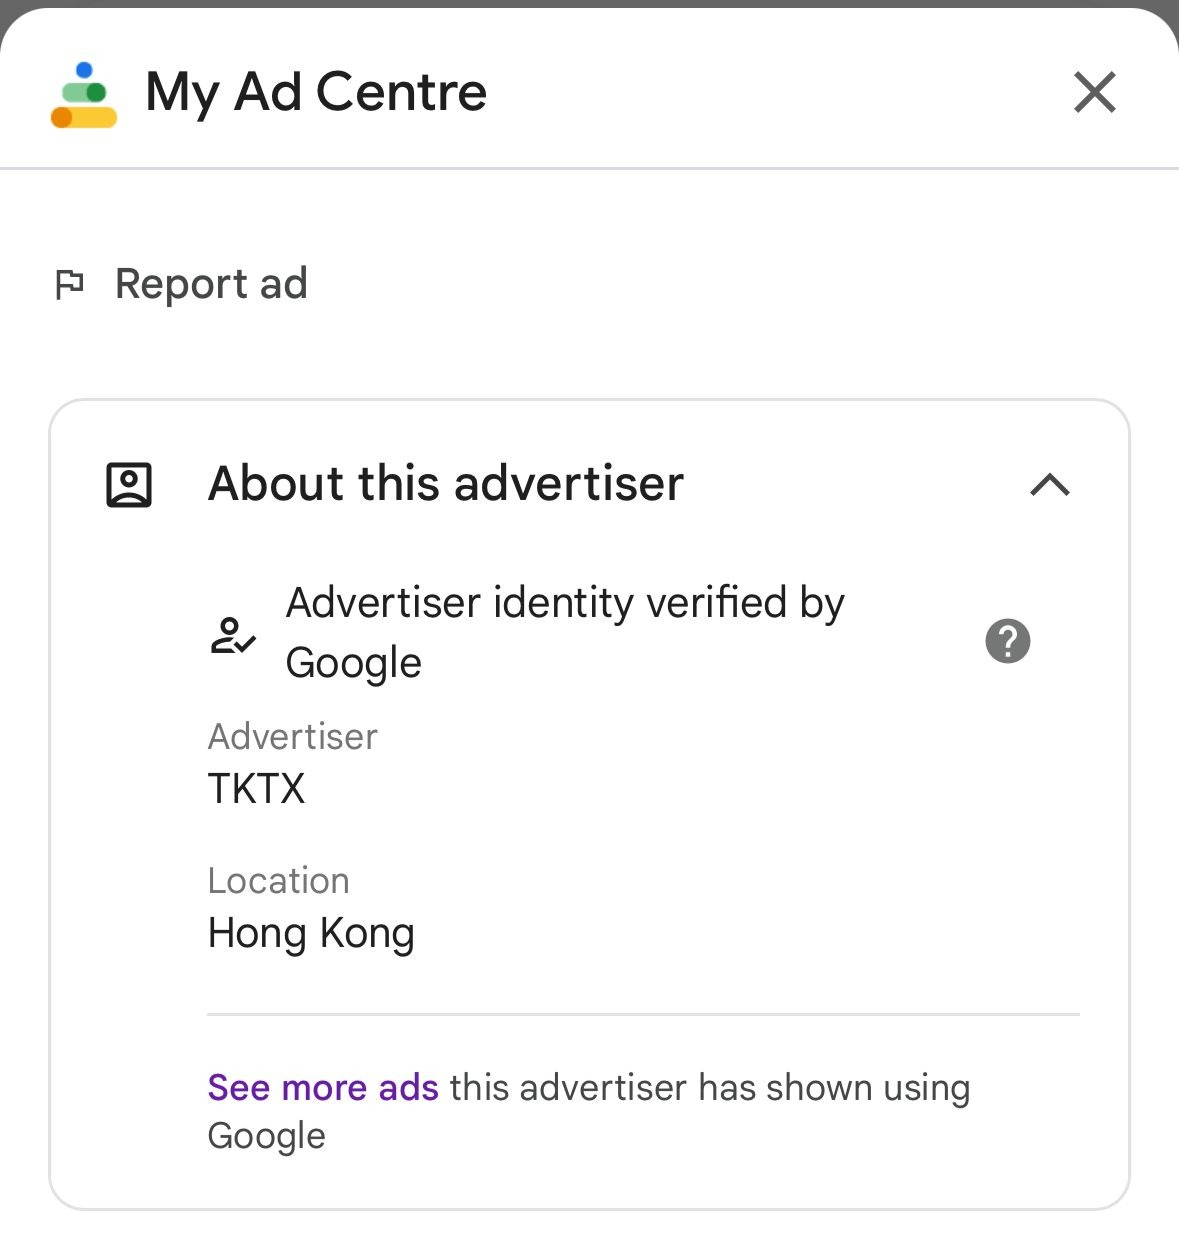 My Ad Centre
Report ad
About this advertiser
Advertiser identity verified by
Google
Advertiser
TKTX
Location
Hong Kong
See more ads this advertiser has shown using
Google